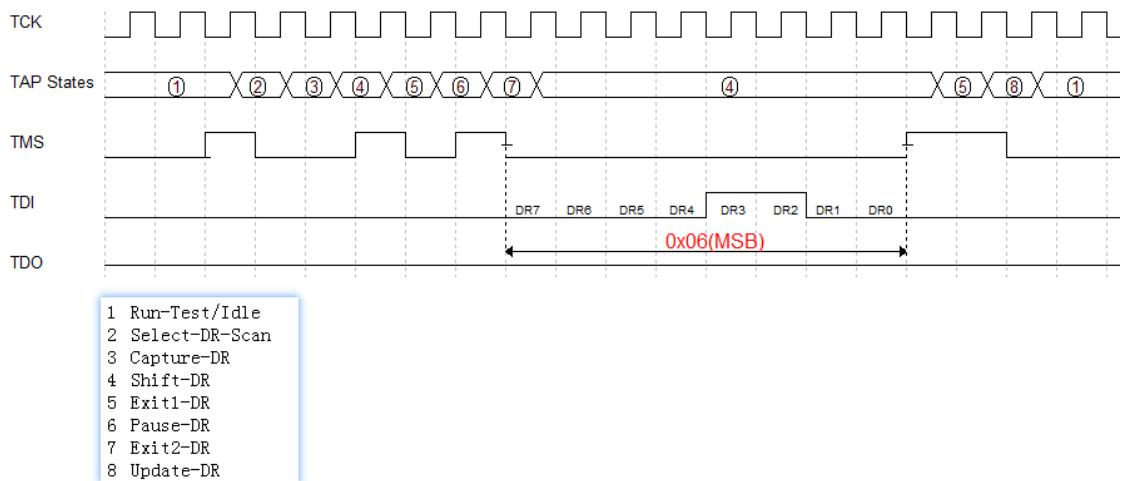 TCK
TAP States ① ② ③ ④ ⑤ ⑥ ⑦ ④ ⑤ ⑧ ①
TMS
TDI DR7 DR6 DR5 DR4 DR3 DR2 DR1 DR0
0x06(MSB)
TDO
1 Run-Test/Idle
2 Select-DR-Scan
3 Capture-DR
4 Shift-DR
5 Exit1-DR
6 Pause-DR
7 Exit2-DR
8 Update-DR